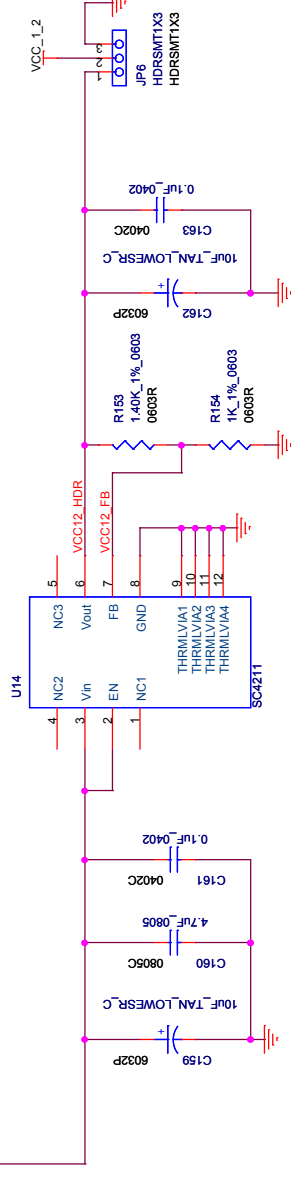 VCC_1_2
3
2
1
JP6
HDRSMT1X3
HDRSMT1X3
0.1uF_0402
0402C
C163
10uF_TAN_LOWESR_C
+
6032P
C162
R153
1.40K_1%_0603
0603R
R154
1K_1%_0603
0603R
VCC12_HDR
VCC12_FB
U14
5
6
7
8
9
10
11
12
NC3
Vout
FB
GND
THRMLVIA1
THRMLVIA2
THRMLVIA3
THRMLVIA4
NC2
Vin
EN
NC1
4
3
2
1
SC4211
0.1uF_0402
0402C
C161
4.7uF_0805
0805C
C160
10uF_TAN_LOWESR_C
+
6032P
C159